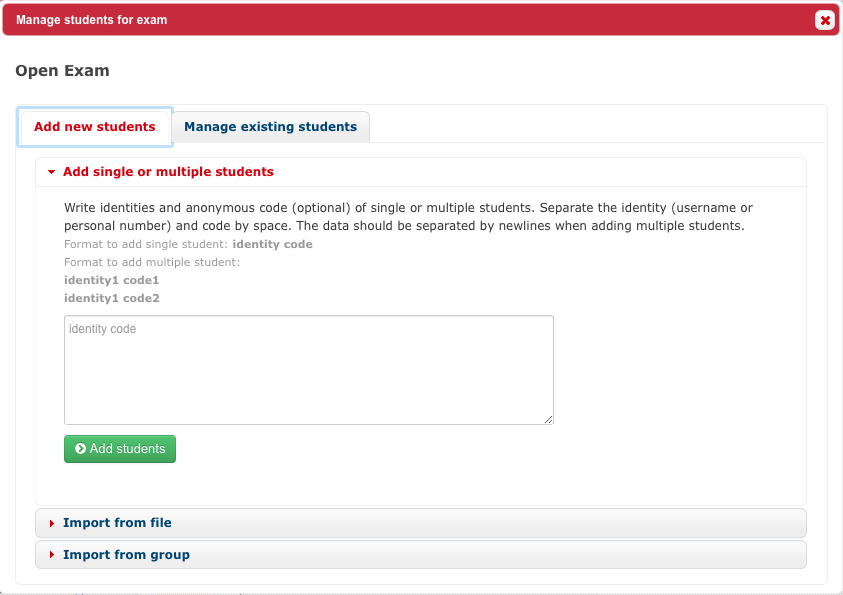 Manage students for exam
Open Exam
Add new students
Manage existing students
Add single or multiple students
Write identities and anonymous code (optional) of single or multiple students. Separate the identity (username or
personal number) and code by space. The data should be separated by newlines when adding multiple students.
Format to add single student: identity code
Format to add multiple student:
identity1 code1
identity1 code2
identity code
Add students
Import from file
Import from group